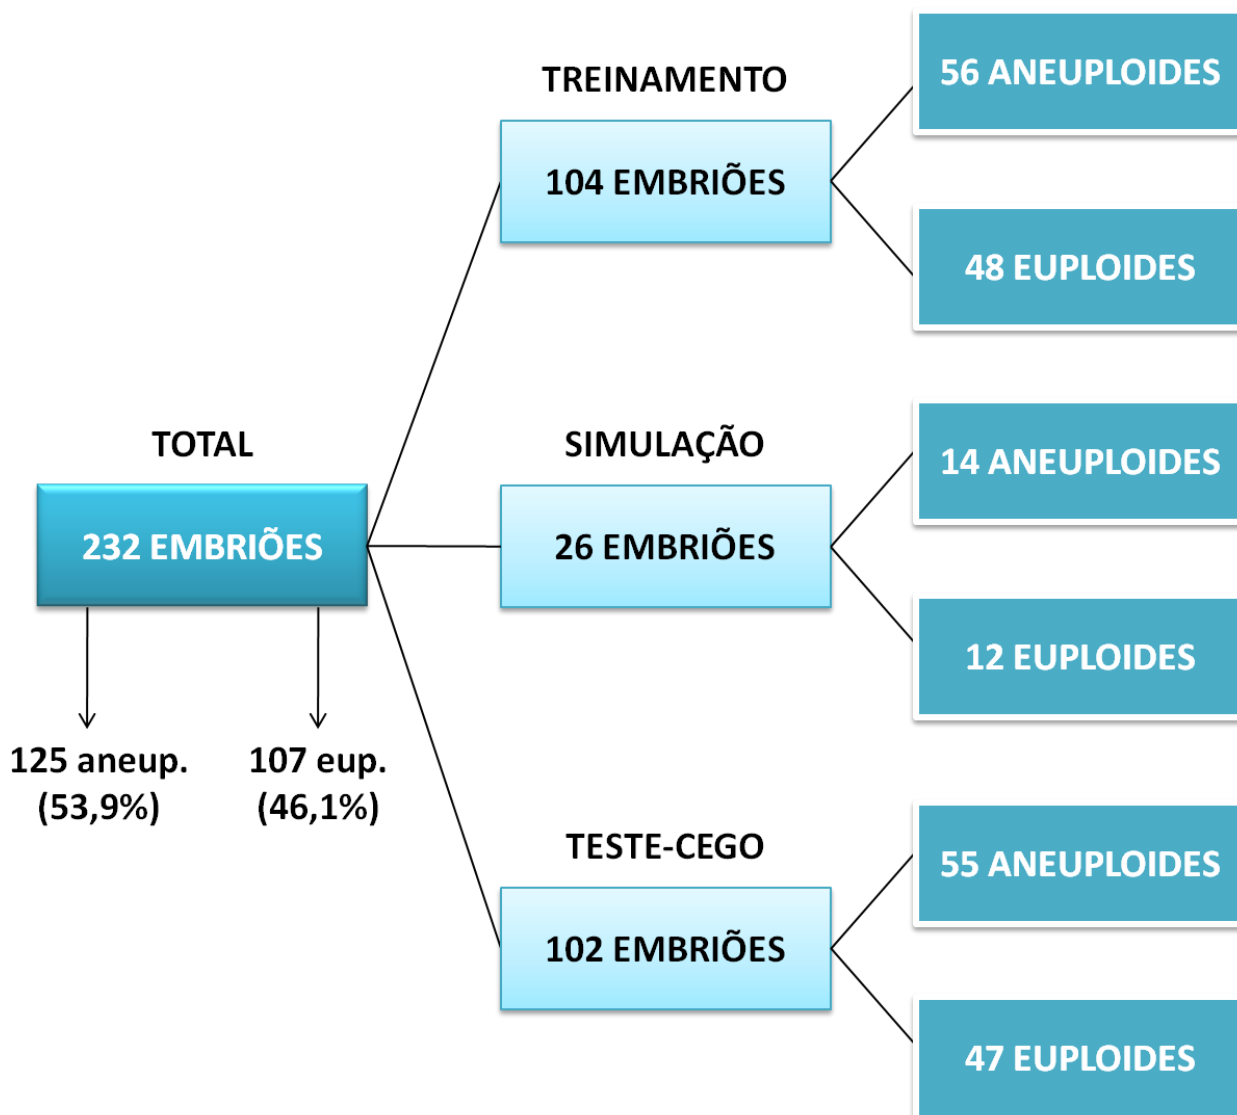 TOTAL
232 EMBRIÕES
125 aneup.
(53,9%)
107 eup.
(46,1%)
TREINAMENTO
104 EMBRIÕES
56 ANEUPLOIDES
48 EUPLOIDES
SIMULAÇÃO
26 EMBRIÕES
14 ANEUPLOIDES
12 EUPLOIDES
TESTE-CEGO
102 EMBRIÕES
55 ANEUPLOIDES
47 EUPLOIDES